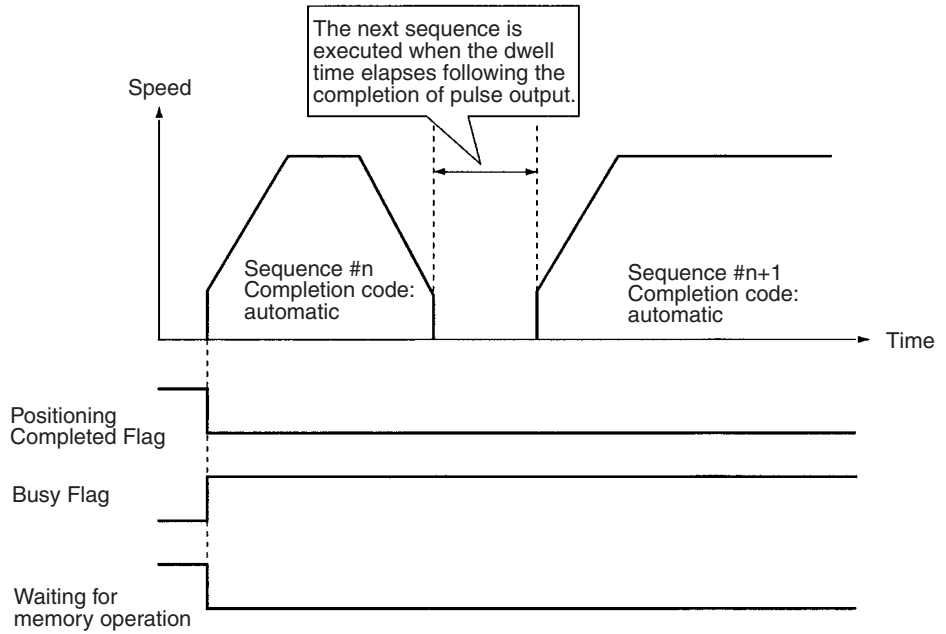 The next sequence is
executed when the dwell
time elapses following the
completion of pulse output.
Speed
Sequence #n
Completion code:
automatic
Sequence #n+1
Completion code:
automatic
Time
Positioning
Completed Flag
Busy Flag
Waiting for
memory operation